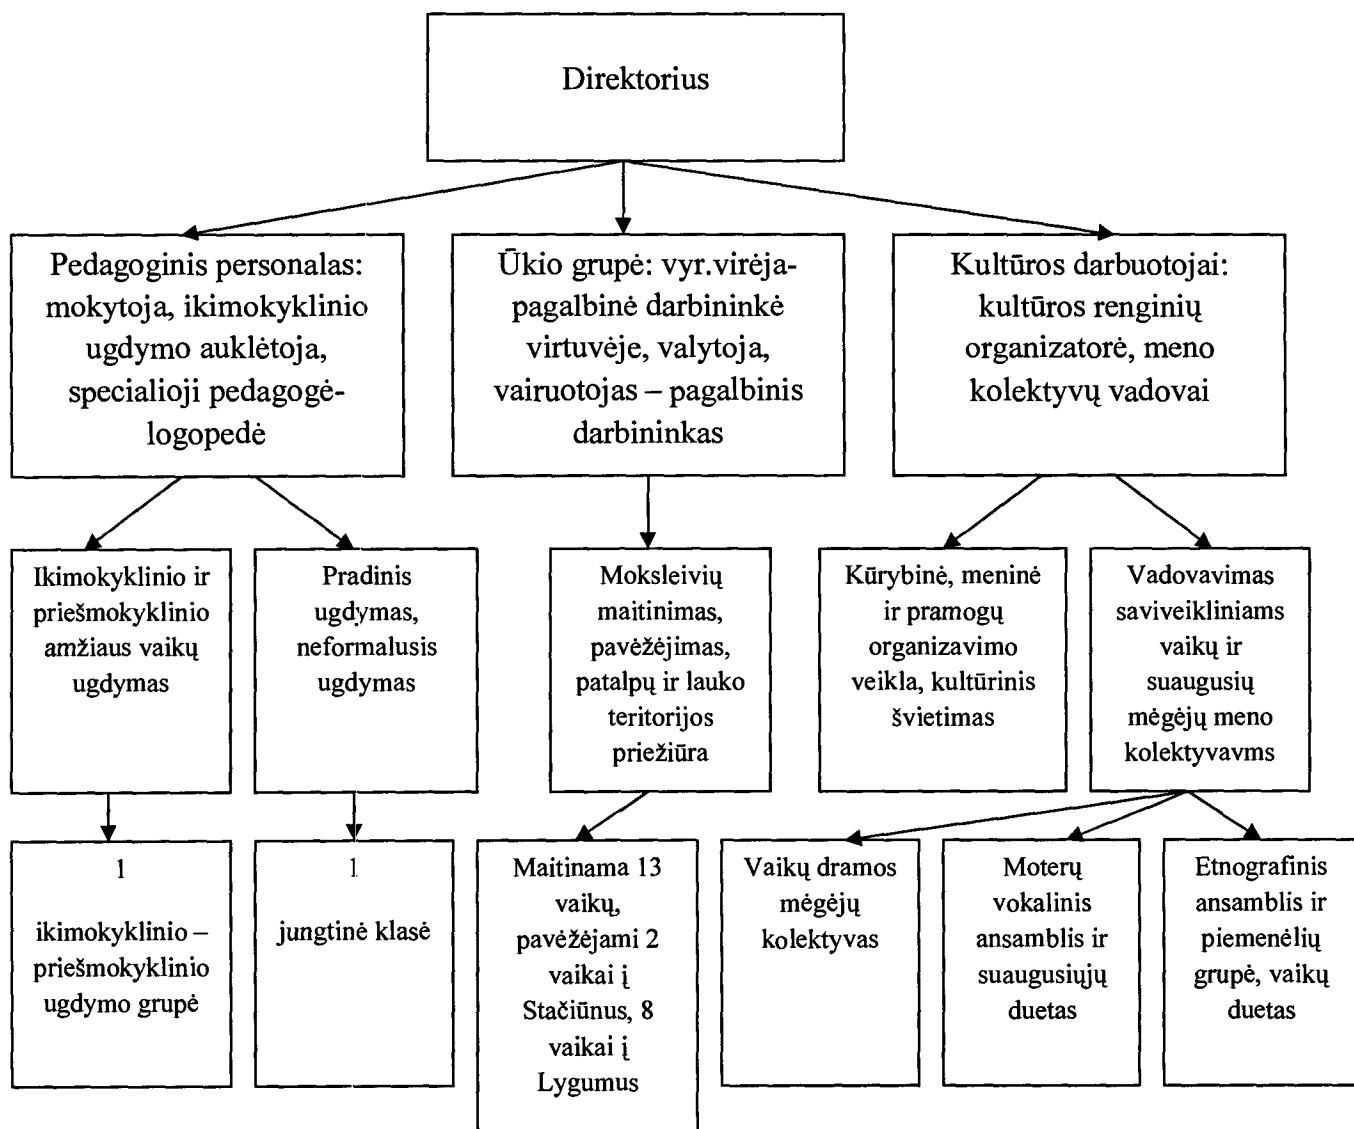 Direktorius
Pedagoginis personalas:
mokytoja, ikimokyklinio
ugdymo auklėtoja,
specialioji pedagogė-
logopedė
Ūkio grupė: vyr.virėja-
pagalbinė darbininkė
virtuvėje, valytoja,
vairuotojas – pagalbinis
darbininkas
Kultūros darbuotojai:
kultūros renginių
organizatorė, meno
kolektyvų vadovai
Ikimokyklinio ir
priešmokyklinio
amžiaus vaikų
ugdymas
Pradinis
ugdymas,
neformalusis
ugdymas
Moksleivių
maitinimas,
pavėžėjimas,
patalpų ir lauko
teritorijos
priežiūra
Kūrybinė, meninė
ir pramogų
organizavimo
veikla, kultūrinis
švietimas
Vadovavimas
saviveikliniams
vaikų ir
suaugusių
mėgėjų meno
kolektyvavms
1
ikimokyklinio –
priešmokyklinio
ugdymo grupė
1
jungtinė klasė
Maitinama 13
vaikų,
pavėžėjami 2
vaikai į
Stačiūnus, 8
vaikai į
Lygumus
Vaikų dramos
mėgėjų
kolektyvas
Moterų
vokalinis
ansamblis ir
suaugusiųjų
duetas
Etnografinis
ansamblis ir
piemenėlių
grupė, vaikų
duetas